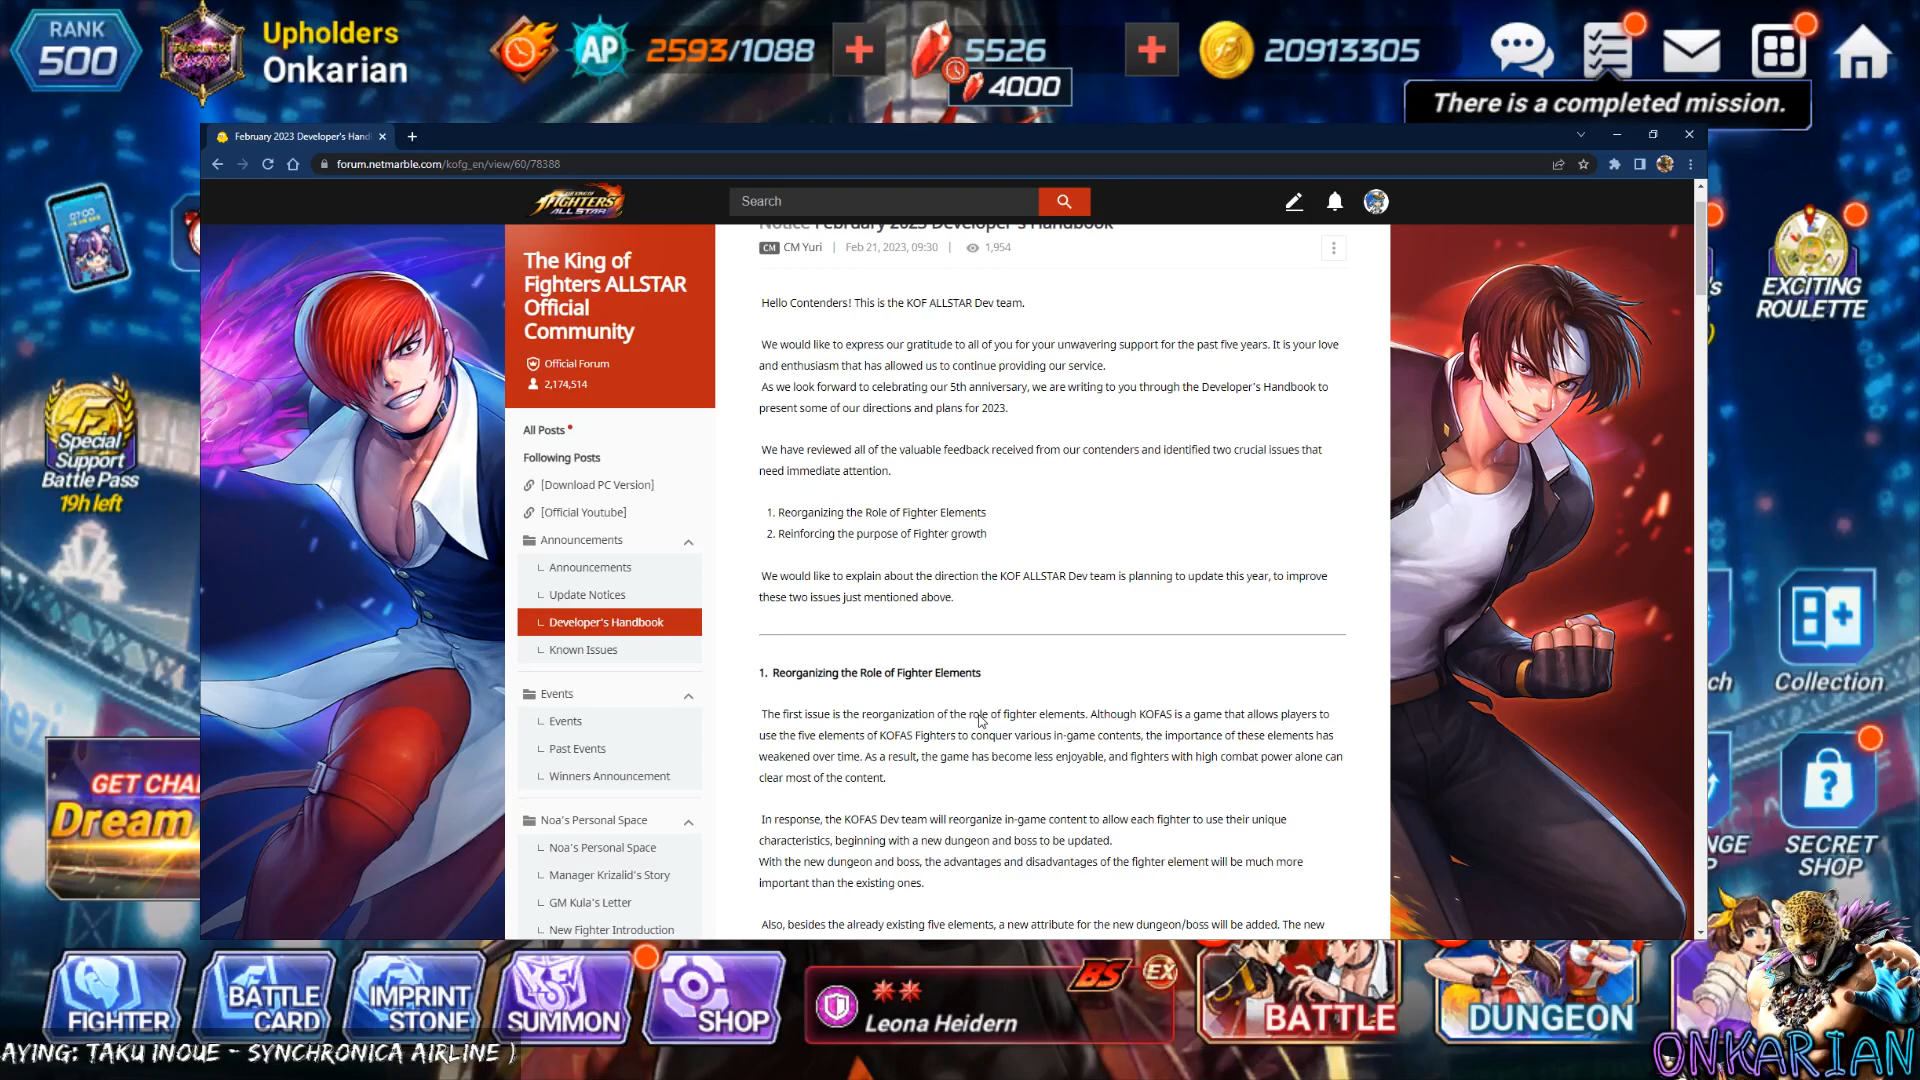 RANK
500
Upholders
Onkarian
AP
2593/1088
5526
4000
20913305
There is a completed mission.
February 2023 Developer's Hand
forum.netmarble.com/kofg_en/view/60/78388
FIGHTERS
ALL STAR
Search
The King of
Fighters ALLSTAR
Official
Community
Official Forum
2,174,514
All Posts
Following Posts
[Download PC Version]
[Official Youtube]
Announcements
Announcements
Update Notices
Developer's Handbook
Known Issues
Events
Events
Past Events
Winners Announcement
Noa's Personal Space
Noa's Personal Space
Manager Krizalid's Story
GM Kula's Letter
New Fighter Introduction
Notice February 2023 Developer's Handbook
CM CM Yuri | Feb 21, 2023, 09:30 | 1,954
Hello Contenders! This is the KOF ALLSTAR Dev team.
We would like to express our gratitude to all of you for your unwavering support for the past five years. It is your love
and enthusiasm that has allowed us to continue providing our service.
As we look forward to celebrating our 5th anniversary, we are writing to you through the Developer's Handbook to
present some of our directions and plans for 2023.
We have reviewed all of the valuable feedback received from our contenders and identified two crucial issues that
need immediate attention.
1. Reorganizing the Role of Fighter Elements
2. Reinforcing the purpose of Fighter growth
We would like to explain about the direction the KOF ALLSTAR Dev team is planning to update this year, to improve
these two issues just mentioned above.
1. Reorganizing the Role of Fighter Elements
The first issue is the reorganization of the role of fighter elements. Although KOFAS is a game that allows players to
use the five elements of KOFAS Fighters to conquer various in-game contents, the importance of these elements has
weakened over time. As a result, the game has become less enjoyable, and fighters with high combat power alone can
clear most of the content.
In response, the KOFAS Dev team will reorganize in-game content to allow each fighter to use their unique
characteristics, beginning with a new dungeon and boss to be updated.
With the new dungeon and boss, the advantages and disadvantages of the fighter element will be much more
important than the existing ones.
Also, besides the already existing five elements, a new attribute for the new dungeon/boss will be added. The new
07:00
Special
Support
Battle Pass
19h left
GET CHA
Dream
's
EXCITING
ROULETTE
ch
Collection
NGE
P
SECRET
SHOP
FIGHTER
BATTLE
CARD
IMPRINT
STONE
SUMMON
SHOP
BS
EX
Leona Heidern
BATTLE
DUNGEON
AYING: TAKU INOUE - SYNCHRONICA AIRLINE )
ONKARIAN